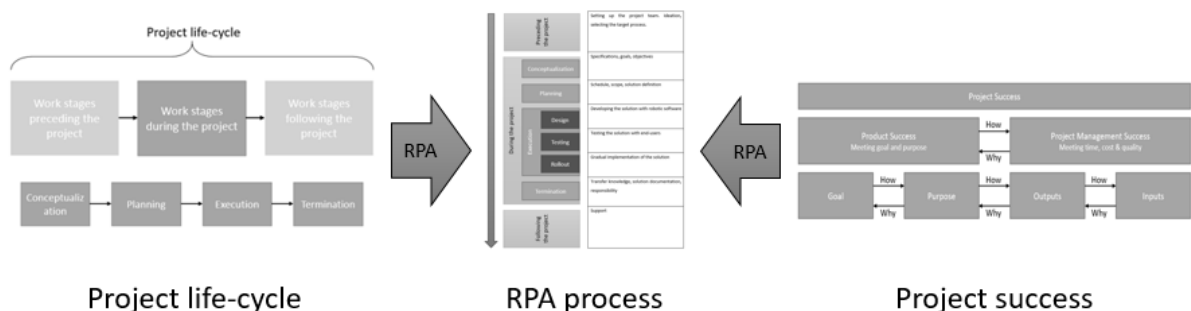 Project life-cycle
Work stages
preceding the
project
Work stages
during the project
Work stages
following the
project
Conceptualiz
ation
Planning
Execution
Termination
Project life-cycle
RPA
Preceding
the project
Setting up the project team. Ideation,
selecting the target process.
During the project
Conceptualization
Specifications, goals, objectives
Planning
Schedule, scope, solution definition
Execution
Design
Developing the solution with robotic software
Testing
Testing the solution with end-users
Rollout
Gradual implementation of the solution
Termination
Transfer knowledge, solution documentation,
responsibility
Following
the project
Support
RPA process
RPA
Project Success
Product Success
Meeting goal and purpose
How
Why
Project Management Success
Meeting time, cost & quality
Goal
How
Why
Purpose
How
Why
Outputs
How
Why
Inputs
Project success